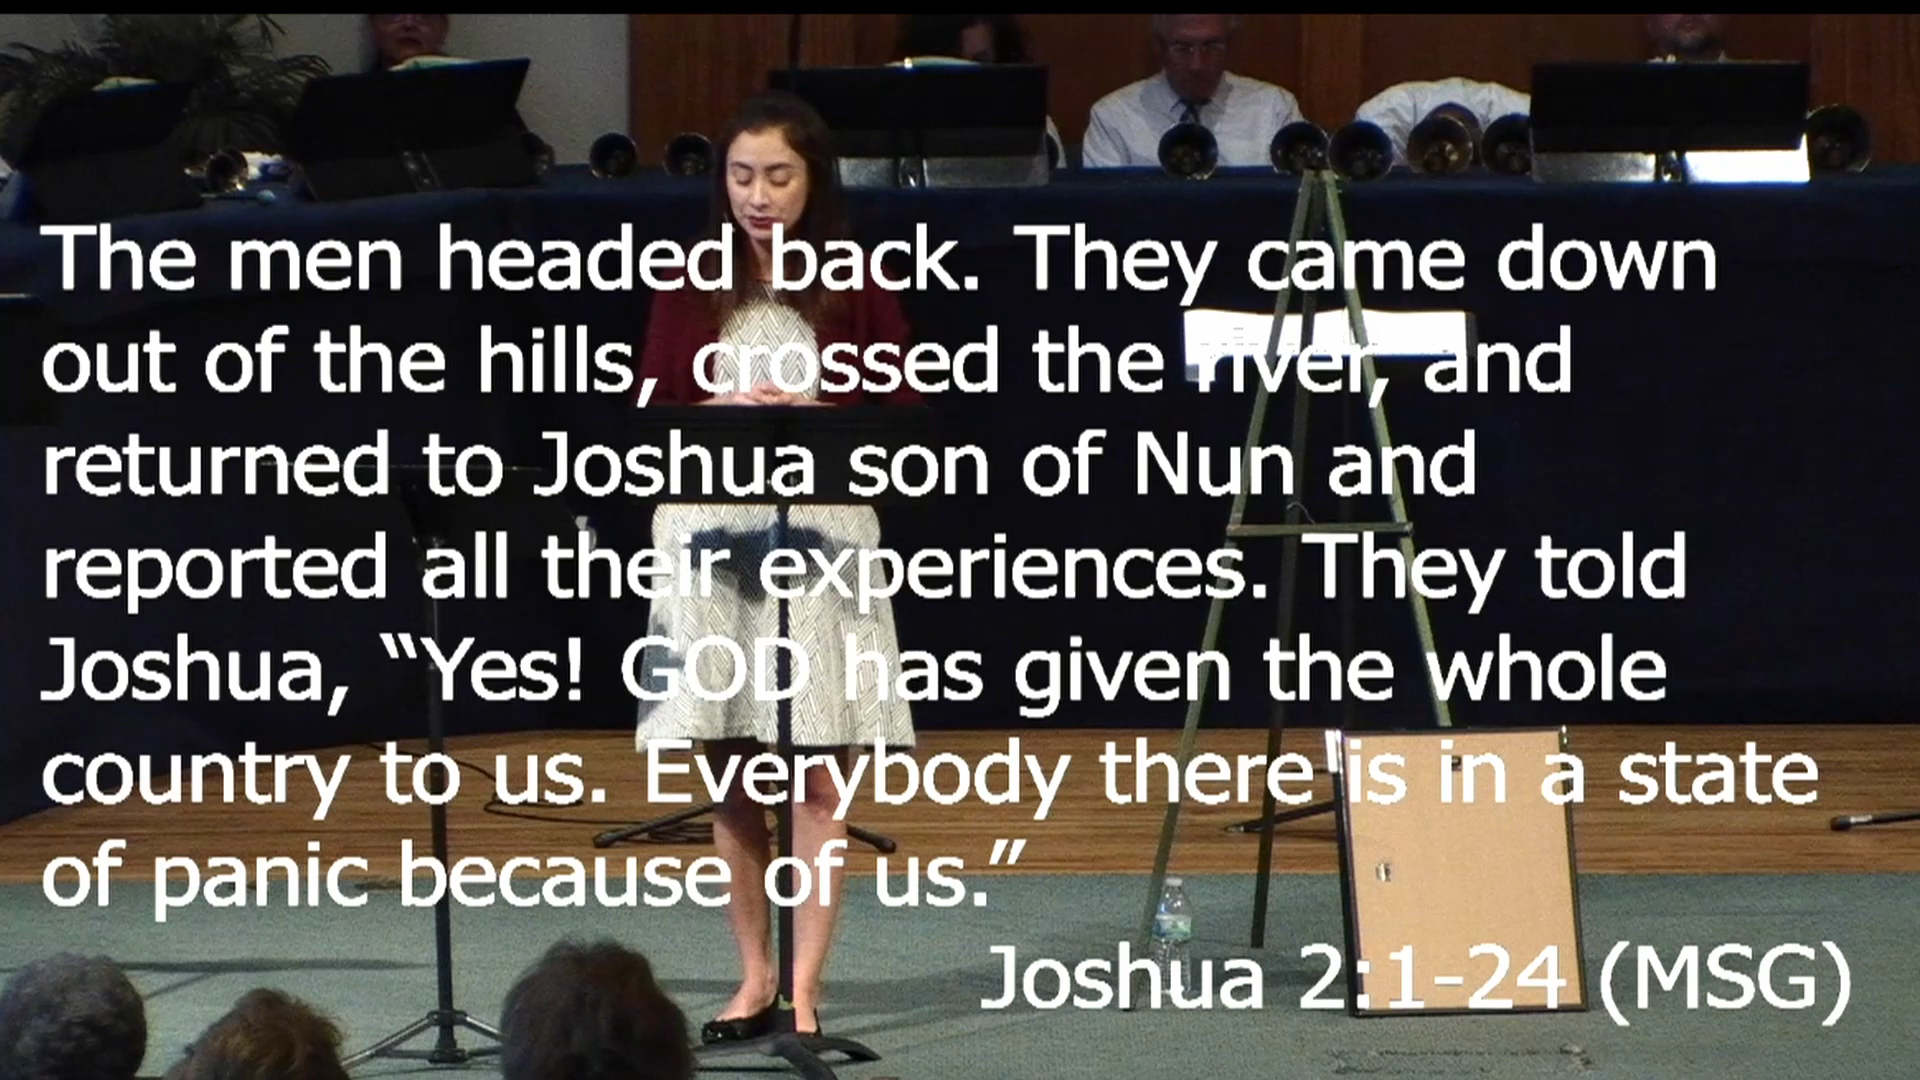 The men headed back. They came down
out of the hills, crossed the river, and
returned to Joshua son of Nun and
reported all their experiences. They told
Joshua, “Yes! GOD has given the whole
country to us. Everybody there is in a state
of panic because of us.”
Joshua 2:1-24 (MSG)